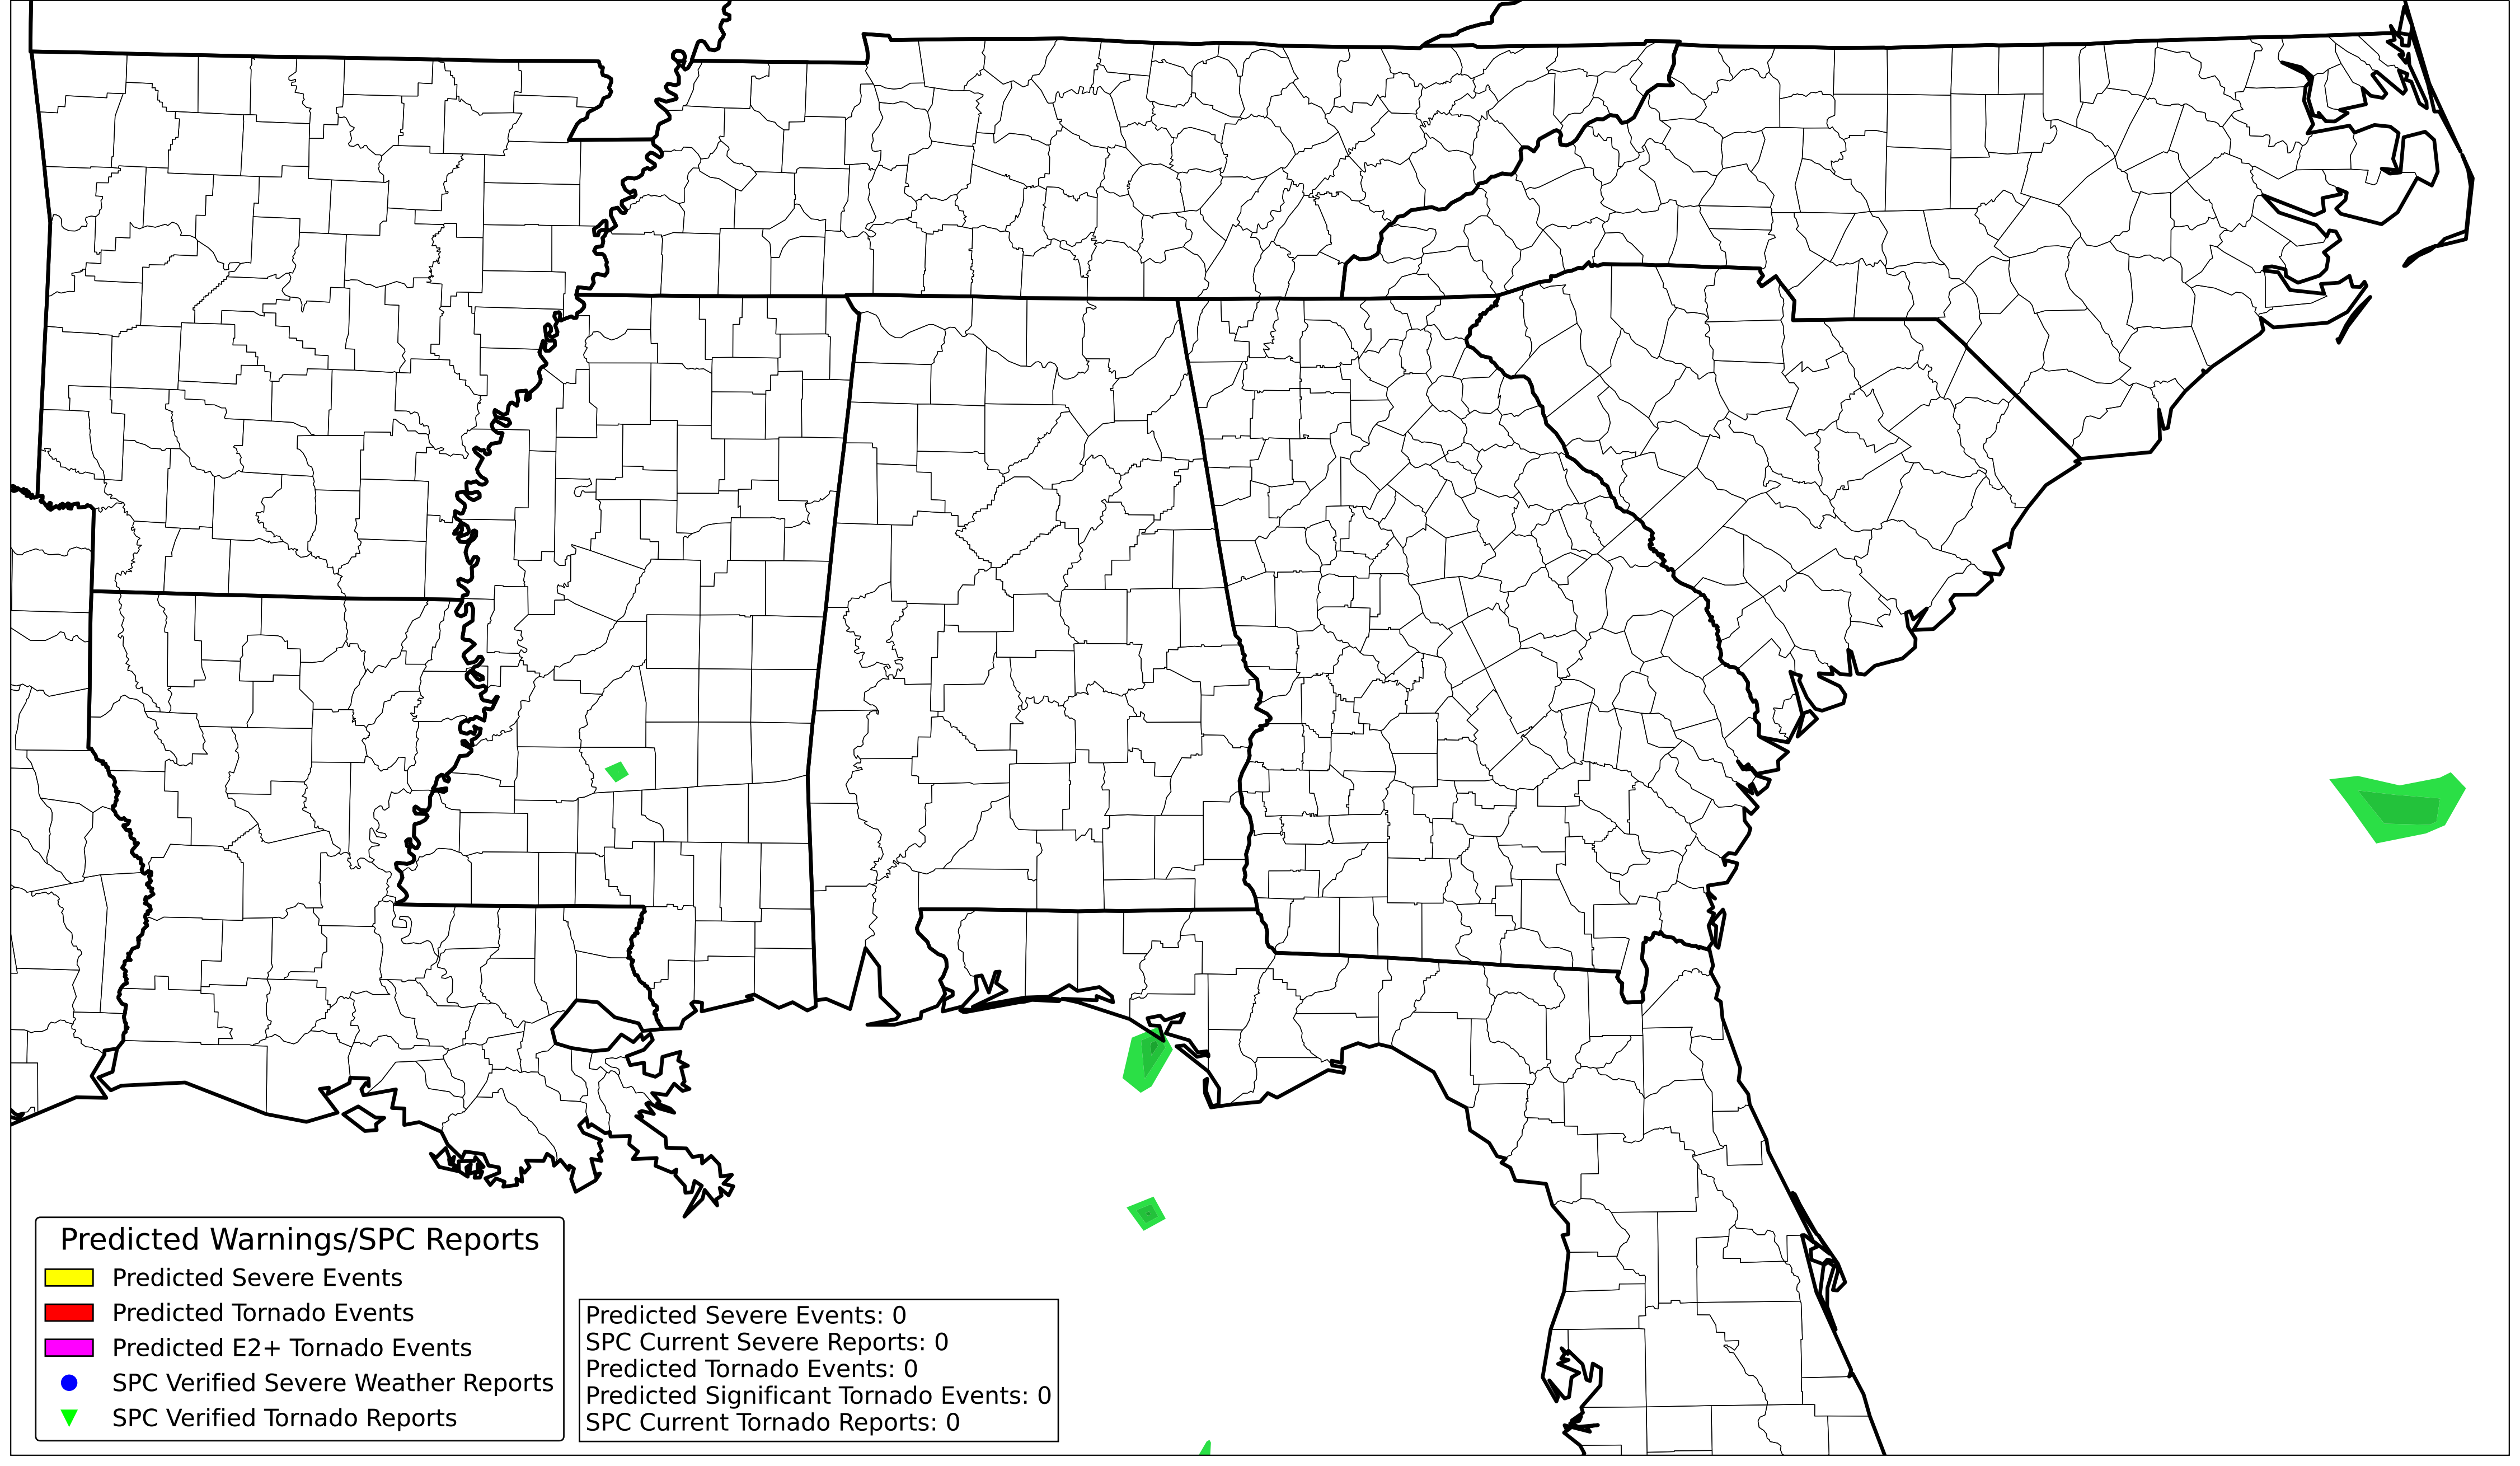 Predicted Warnings/SPC Reports
Predicted Severe Events
Predicted Tornado Events
Predicted E2+ Tornado Events
SPC Verified Severe Weather Reports
SPC Verified Tornado Reports
Predicted Severe Events: 0
SPC Current Severe Reports: 0
Predicted Tornado Events: 0
Predicted Significant Tornado Events: 0
SPC Current Tornado Reports: 0